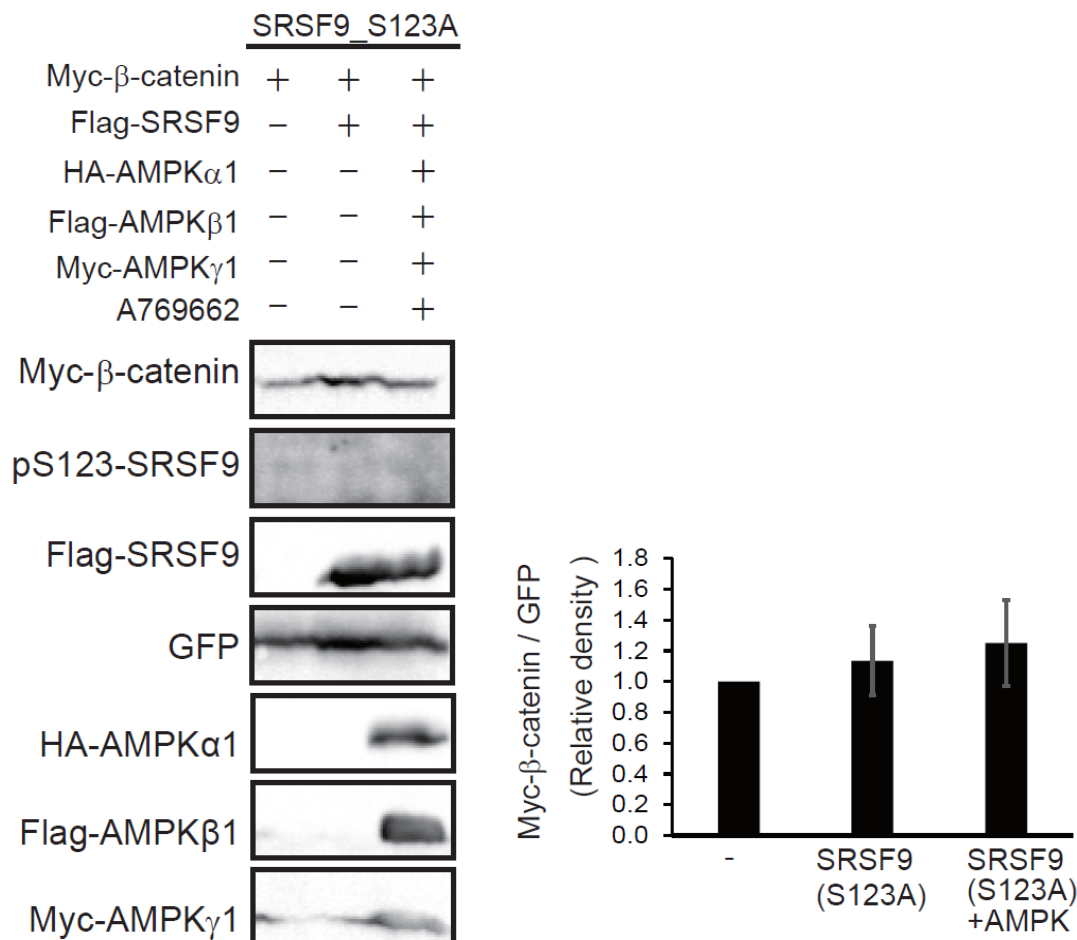 SRSF9_S123A
Myc-β-catenin + + +
Flag-SRSF9 − + +
HA-AMPKα1 − − +
Flag-AMPKβ1 − − +
Myc-AMPKγ1 − − +
A769662 − − +
Myc-β-catenin
pS123-SRSF9
Flag-SRSF9
GFP
HA-AMPKα1
Flag-AMPKβ1
Myc-AMPKγ1
Myc-β-catenin / GFP
(Relative density )
1.8
1.6
1.4
1.2
1.0
0.8
0.6
0.4
0.2
0.0
- SRSF9 SRSF9
(S123A) (S123A)
+AMPK